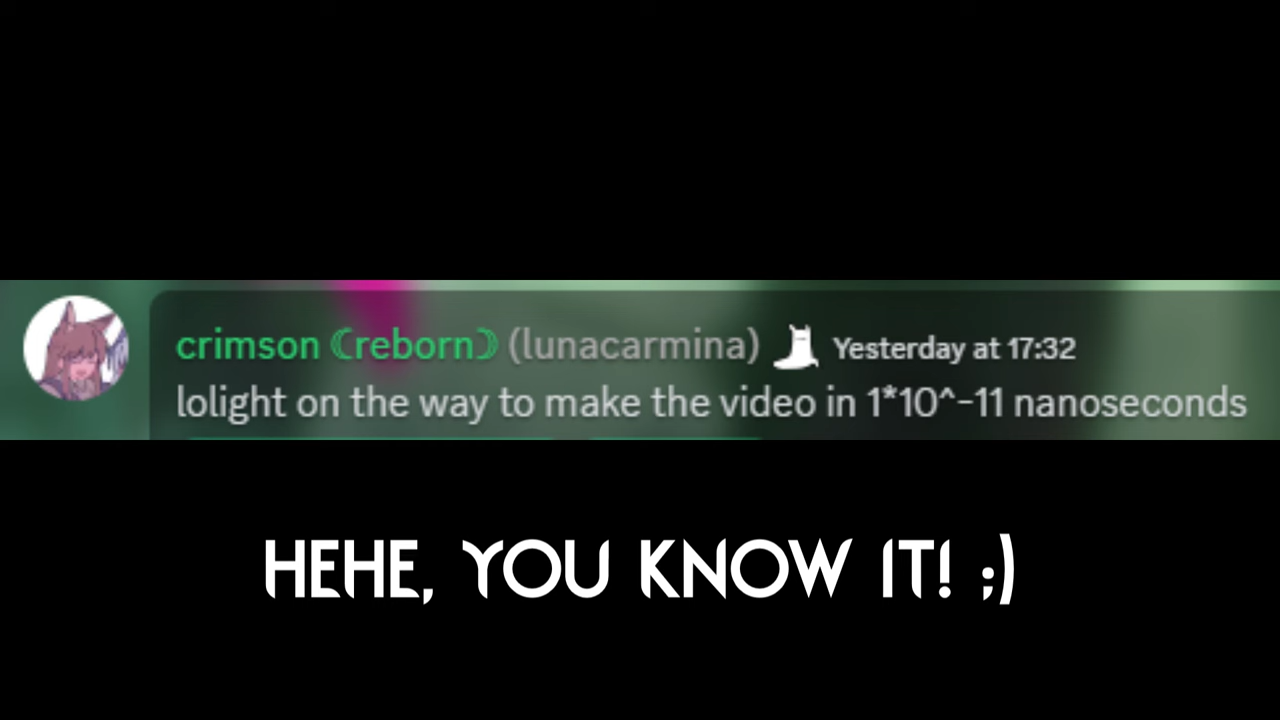 crimson ☾reborn☽ (lunacarmina) Yesterday at 17:32
lolight on the way to make the video in 1*10^-11 nanoseconds
HEHE, YOU KNOW IT! ;)